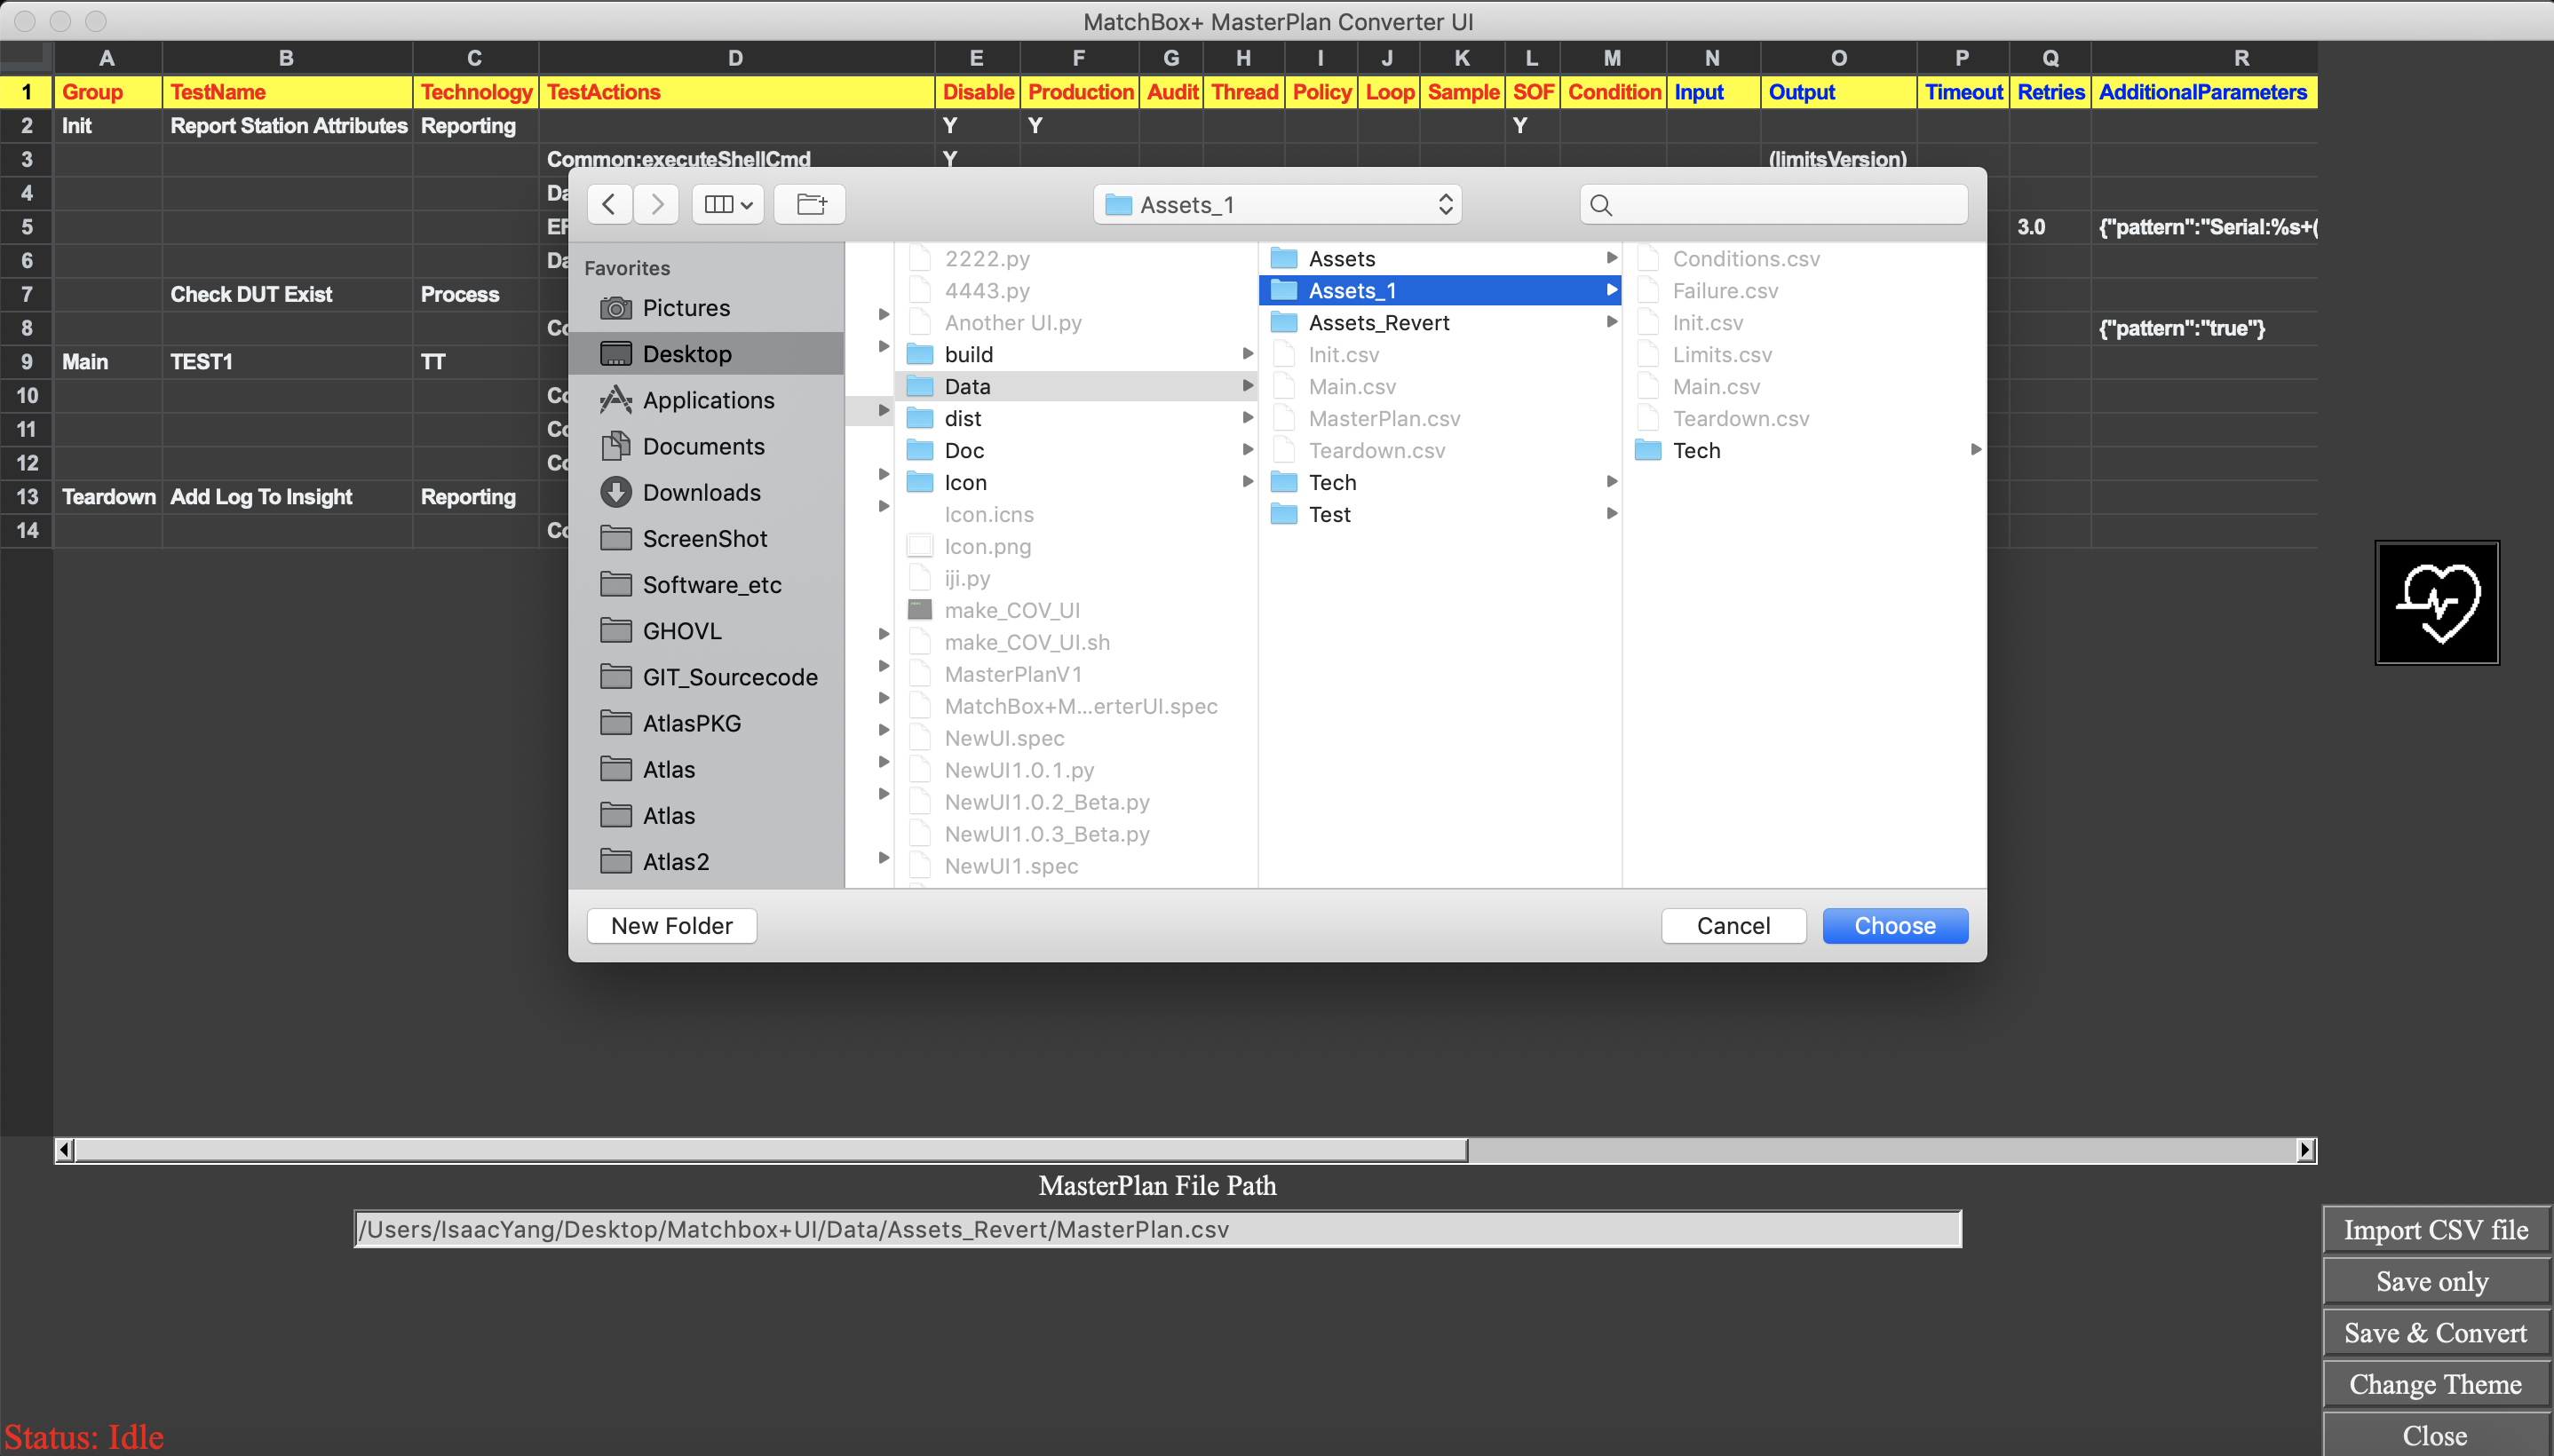 MatchBox+ MasterPlan Converter UI
A B C D E F G H I J K L M N O P Q R
1 Group TestName Technology TestActions Disable Production Audit Thread Policy Loop Sample SOF Condition Input Output Timeout Retries AdditionalParameters
2 Init Report Station Attributes Reporting Y Y Y
3 Common:executeShellCmd Y (limitsVersion)
4 Da
5 EF 3.0 {"pattern":"Serial:%s+(
6 Da
7 Check DUT Exist Process
8 Co {"pattern":"true"}
9 Main TEST1 TT
10 Co
11 Co
12 Co
13 Teardown Add Log To Insight Reporting
14 Co
Assets_1
Favorites
Pictures
Desktop
Applications
Documents
Downloads
ScreenShot
Software_etc
GHOVL
GIT_Sourcecode
AtlasPKG
Atlas
Atlas
Atlas2
2222.py
4443.py
Another UI.py
build
Data
dist
Doc
Icon
Icon.icns
Icon.png
iji.py
make_COV_UI
make_COV_UI.sh
MasterPlanV1
MatchBox+M...erterUI.spec
NewUI.spec
NewUI1.0.1.py
NewUI1.0.2_Beta.py
NewUI1.0.3_Beta.py
NewUI1.spec
Assets
Assets_1
Assets_Revert
Init.csv
Main.csv
MasterPlan.csv
Teardown.csv
Tech
Test
Conditions.csv
Failure.csv
Init.csv
Limits.csv
Main.csv
Teardown.csv
Tech
New Folder
Cancel
Choose
MasterPlan File Path
/Users/IsaacYang/Desktop/Matchbox+UI/Data/Assets_Revert/MasterPlan.csv
Import CSV file
Save only
Save & Convert
Change Theme
Close
Status: Idle